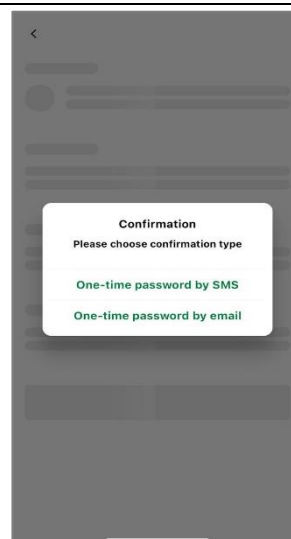 Confirmation
Please choose confirmation type
One-time password by SMS
One-time password by email